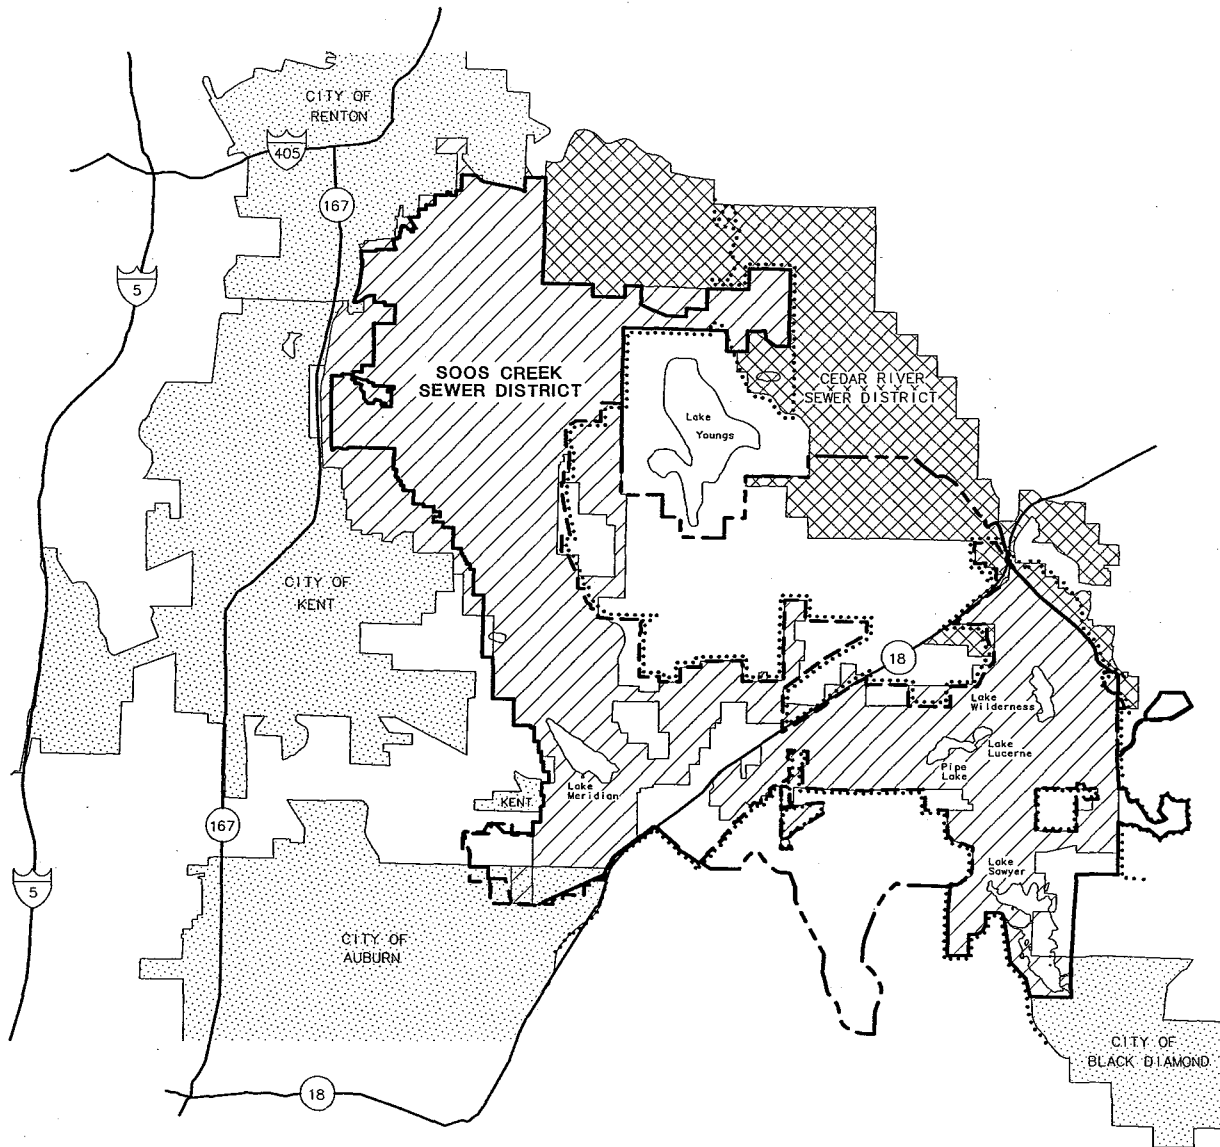 CITY OF
RENTON
405
167
5
SOOS CREEK
SEWER DISTRICT
CEDAR RIVER
SEWER DISTRICT
Lake
Youngs
CITY OF
KENT
18
Lake
Wilderness
Lake
Lucerne
Pipe
Lake
Lake
Meridian
KENT
167
Lake
Sawyer
5
CITY OF
AUBURN
CITY OF
BLACK DIAMOND
18